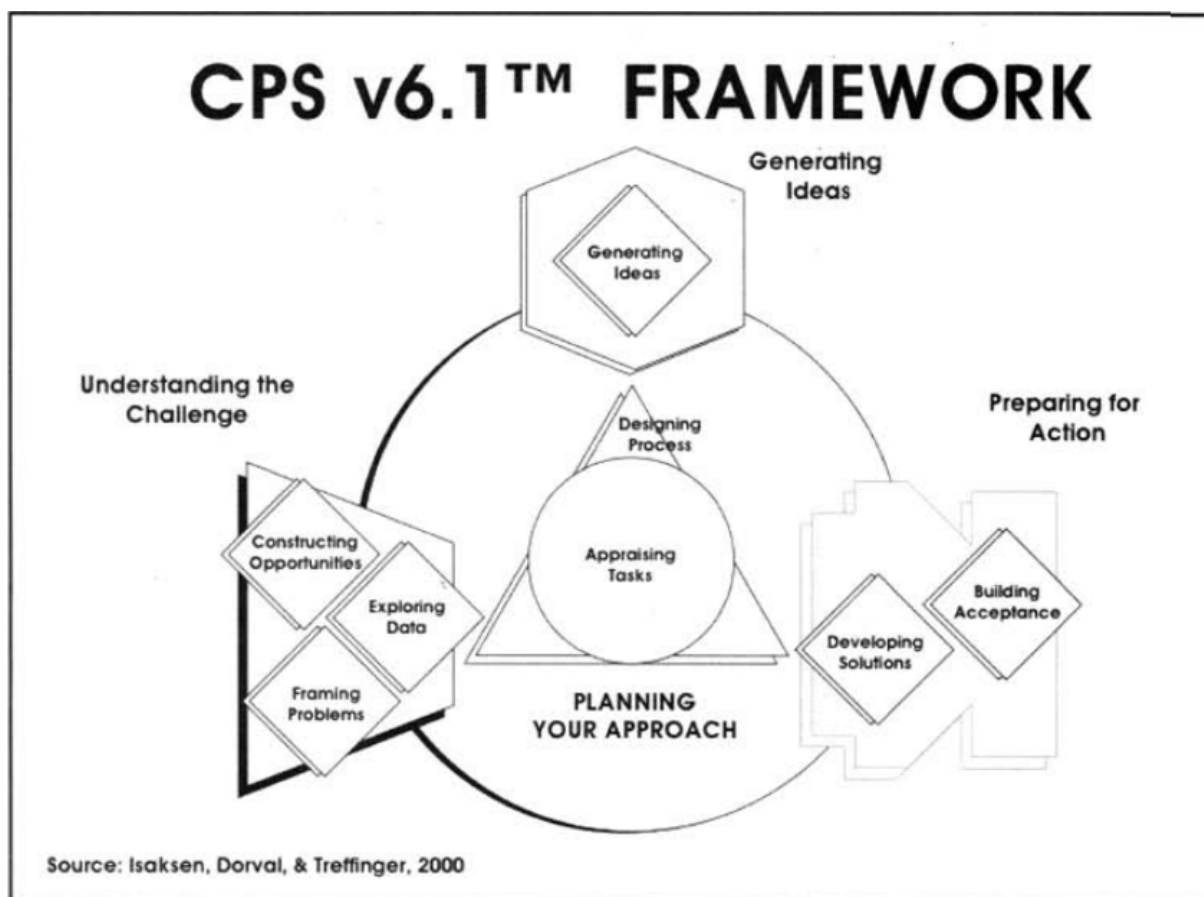 CPS v6.1™ FRAMEWORK
Generating
Ideas
Generating
Ideas
Understanding the
Challenge
Preparing for
Action
Designing
Process
Constructing
Opportunities
Exploring
Data
Framing
Problems
Appraising
Tasks
Building
Acceptance
Developing
Solutions
PLANNING
YOUR APPROACH
Source: Isaksen, Dorval, & Treffinger, 2000